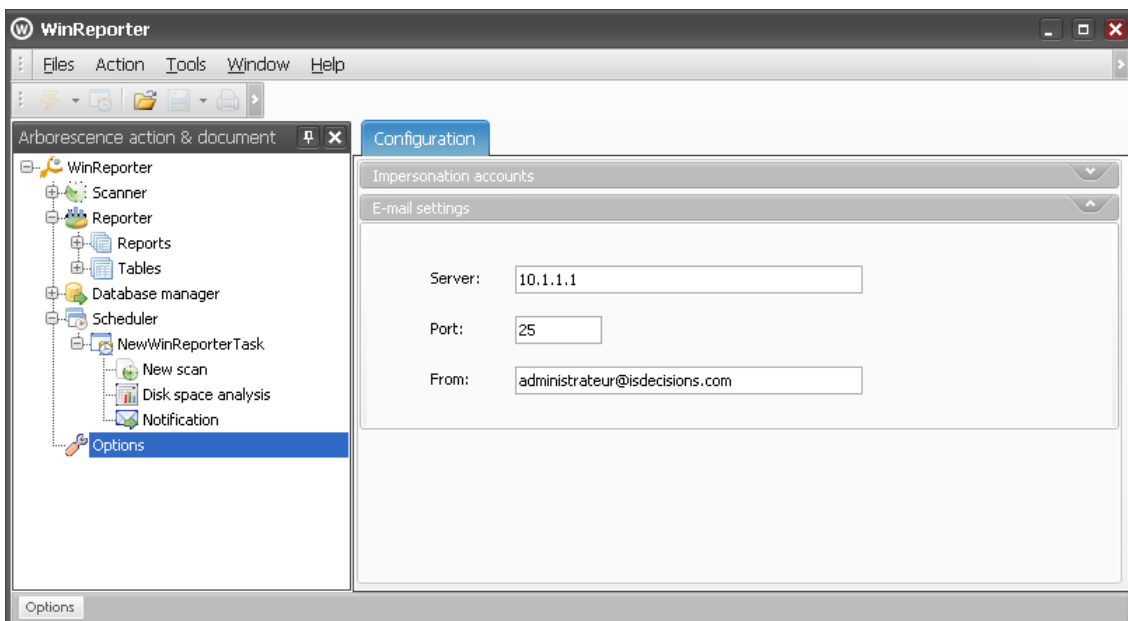 WinReporter
Files Action Tools Window Help
Arborescence action & document
WinReporter
Scanner
Reporter
Reports
Tables
Database manager
Scheduler
NewWinReporterTask
New scan
Disk space analysis
Notification
Options
Configuration
Impersonation accounts
E-mail settings
Server: 10.1.1.1
Port: 25
From: administrateur@isdecisions.com
Options